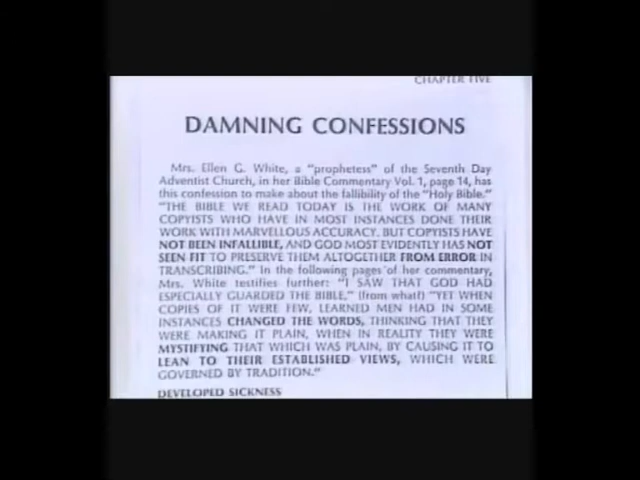 CHAPTER FIVE
DAMNING CONFESSIONS
Mrs. Ellen G. White, a "prophetess" of the Seventh Day
Adventist Church, in her Bible Commentary Vol. 1, page 14, has
this confession to make about the fallibility of the "Holy Bible."
"THE BIBLE WE READ TODAY IS THE WORK OF MANY
COPYISTS WHO HAVE IN MOST INSTANCES DONE THEIR
WORK WITH MARVELLOUS ACCURACY. BUT COPYISTS HAVE
NOT BEEN INFALLIBLE, AND GOD MOST EVIDENTLY HAS NOT
SEEN FIT TO PRESERVE THEM ALTOGETHER FROM ERROR IN
TRANSCRIBING." In the following pages of her commentary,
Mrs. White testifies further: "I SAW THAT GOD HAD
ESPECIALLY GUARDED THE BIBLE," (from what?) "YET WHEN
COPIES OF IT WERE FEW, LEARNED MEN HAD IN SOME
INSTANCES CHANGED THE WORDS, THINKING THAT THEY
WERE MAKING IT PLAIN, WHEN IN REALITY THEY WERE
MYSTIFYING THAT WHICH WAS PLAIN, BY CAUSING IT TO
LEAN TO THEIR ESTABLISHED VIEWS, WHICH WERE
GOVERNED BY TRADITION."
DEVELOPED SICKNESS